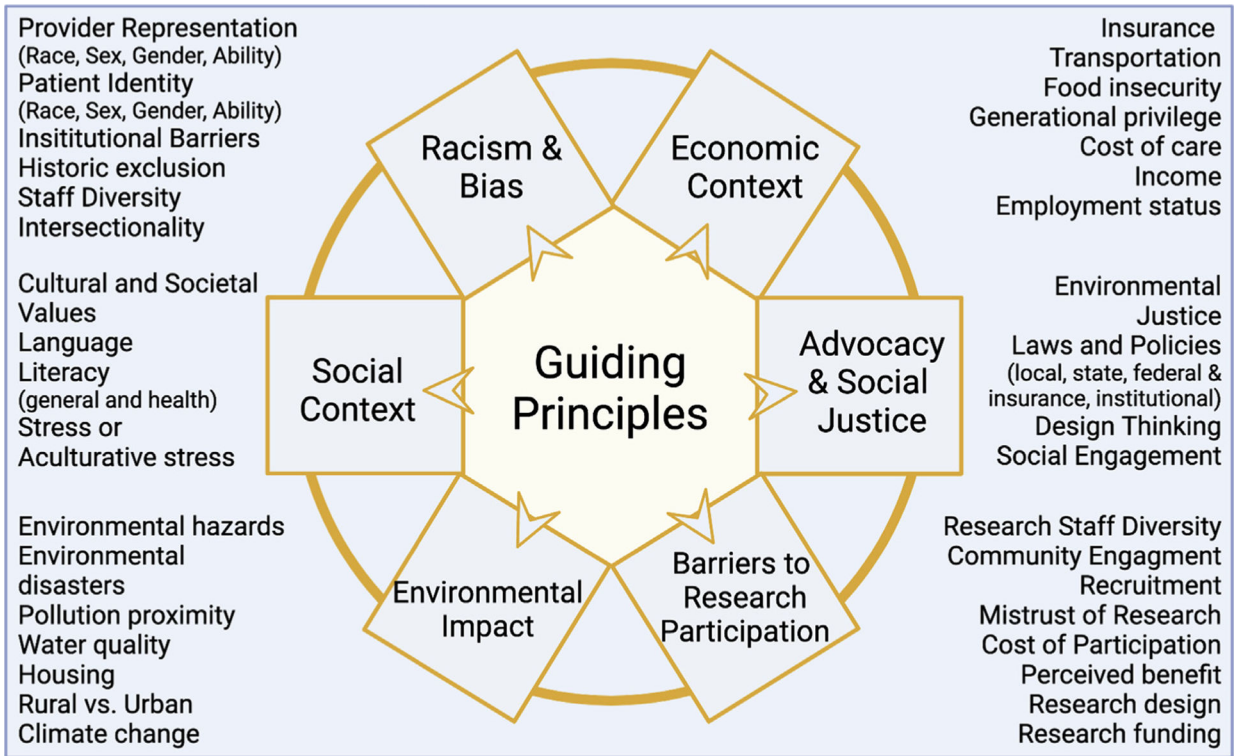 Provider Representation
(Race, Sex, Gender, Ability)
Patient Identity
(Race, Sex, Gender, Ability)
Insititutional Barriers
Historic exclusion
Staff Diversity
Intersectionality
Cultural and Societal
Values
Language
Literacy
(general and health)
Stress or
Aculturative stress
Environmental hazards
Environmental
disasters
Pollution proximity
Water quality
Housing
Rural vs. Urban
Climate change
Racism &
Bias
Economic
Context
Social
Context
Guiding
Principles
Advocacy
& Social
Justice
Environmental
Impact
Barriers to
Research
Participation
Insurance
Transportation
Food insecurity
Generational privilege
Cost of care
Income
Employment status
Environmental
Justice
Laws and Policies
(local, state, federal &
insurance, institutional)
Design Thinking
Social Engagement
Research Staff Diversity
Community Engagment
Recruitment
Mistrust of Research
Cost of Participation
Perceived benefit
Research design
Research funding